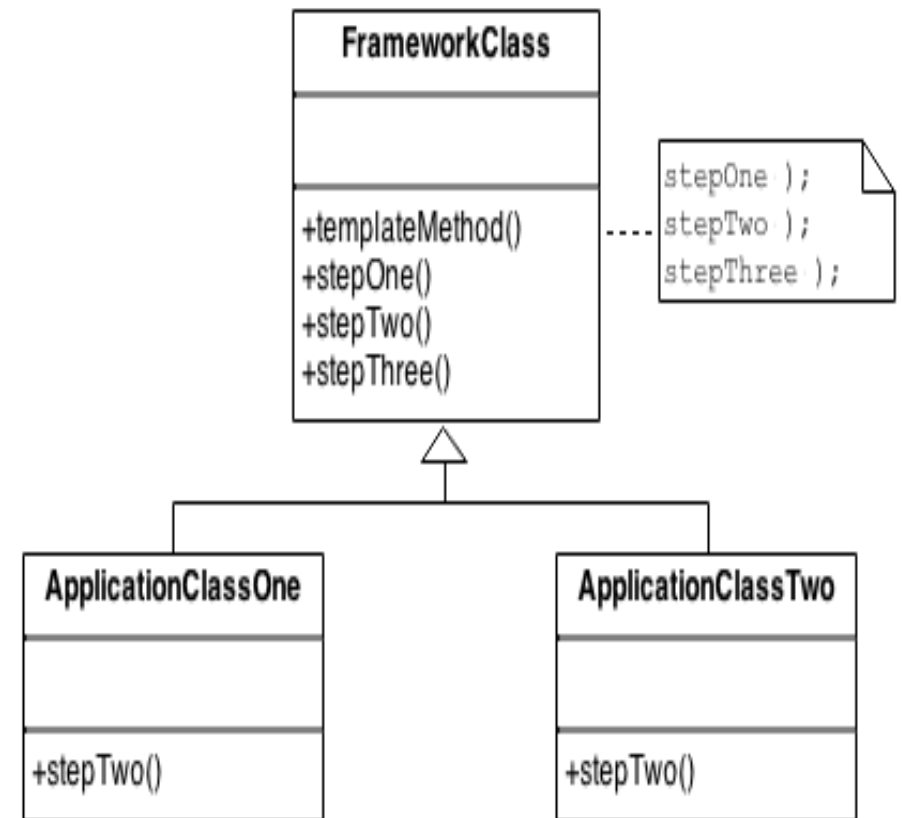 FrameworkClass
+templateMethod()
+stepOne()
+stepTwo()
+stepThree()
stepOne );
stepTwo );
stepThree );
ApplicationClassOne
+stepTwo()
ApplicationClassTwo
+stepTwo()